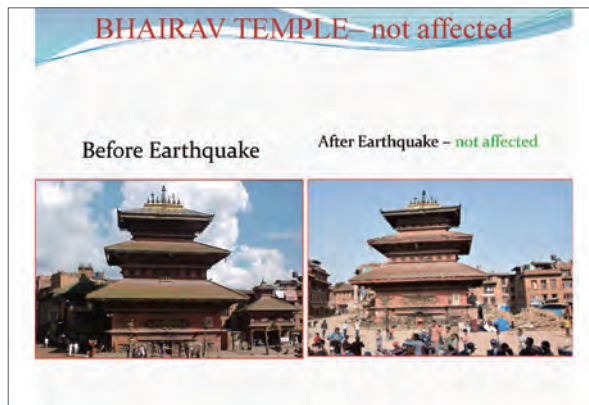 BHAIRAV TEMPLE– not affected
Before Earthquake
After Earthquake – not affected